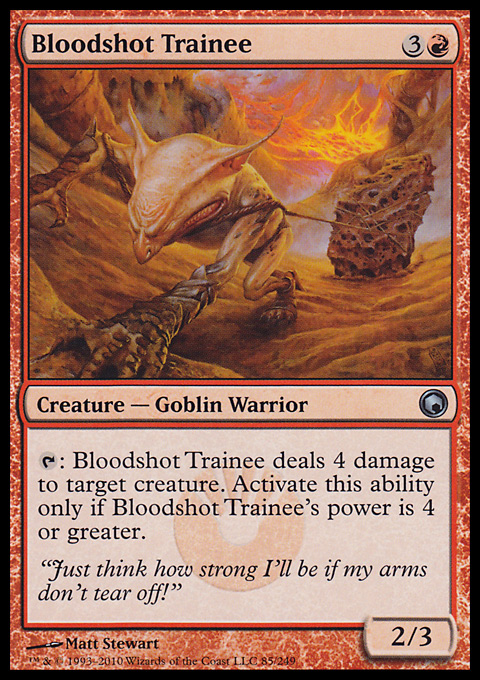 Bloodshot Trainee 3
Creature — Goblin Warrior
: Bloodshot Trainee deals 4 damage
to target creature. Activate this ability
only if Bloodshot Trainee's power is 4
or greater.
“Just think how strong I'll be if my arms
don't tear off!”
Matt Stewart
2/3
™ & © 1993–2010 Wizards of the Coast LLC 85/249